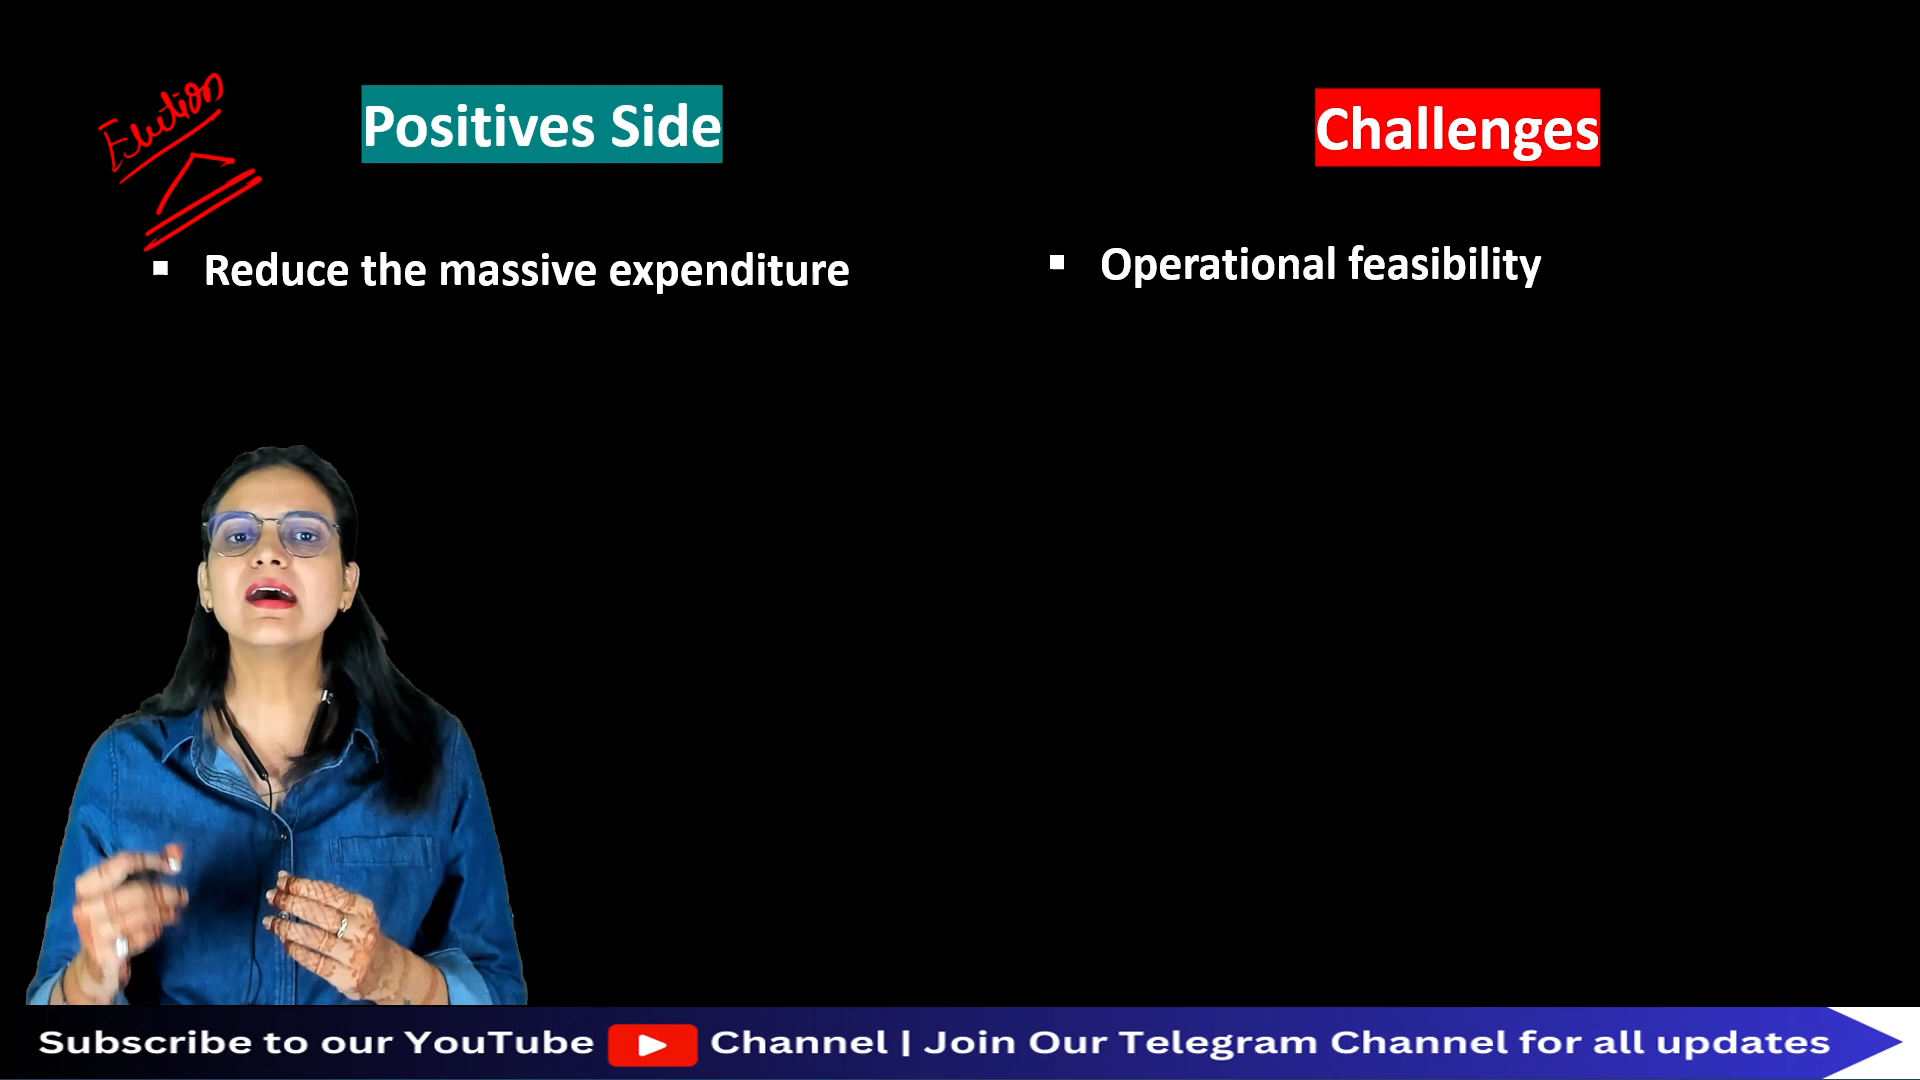 Election
Positives Side
Challenges
▪ Reduce the massive expenditure
▪ Operational feasibility
Subscribe to our YouTube Channel | Join Our Telegram Channel for all updates